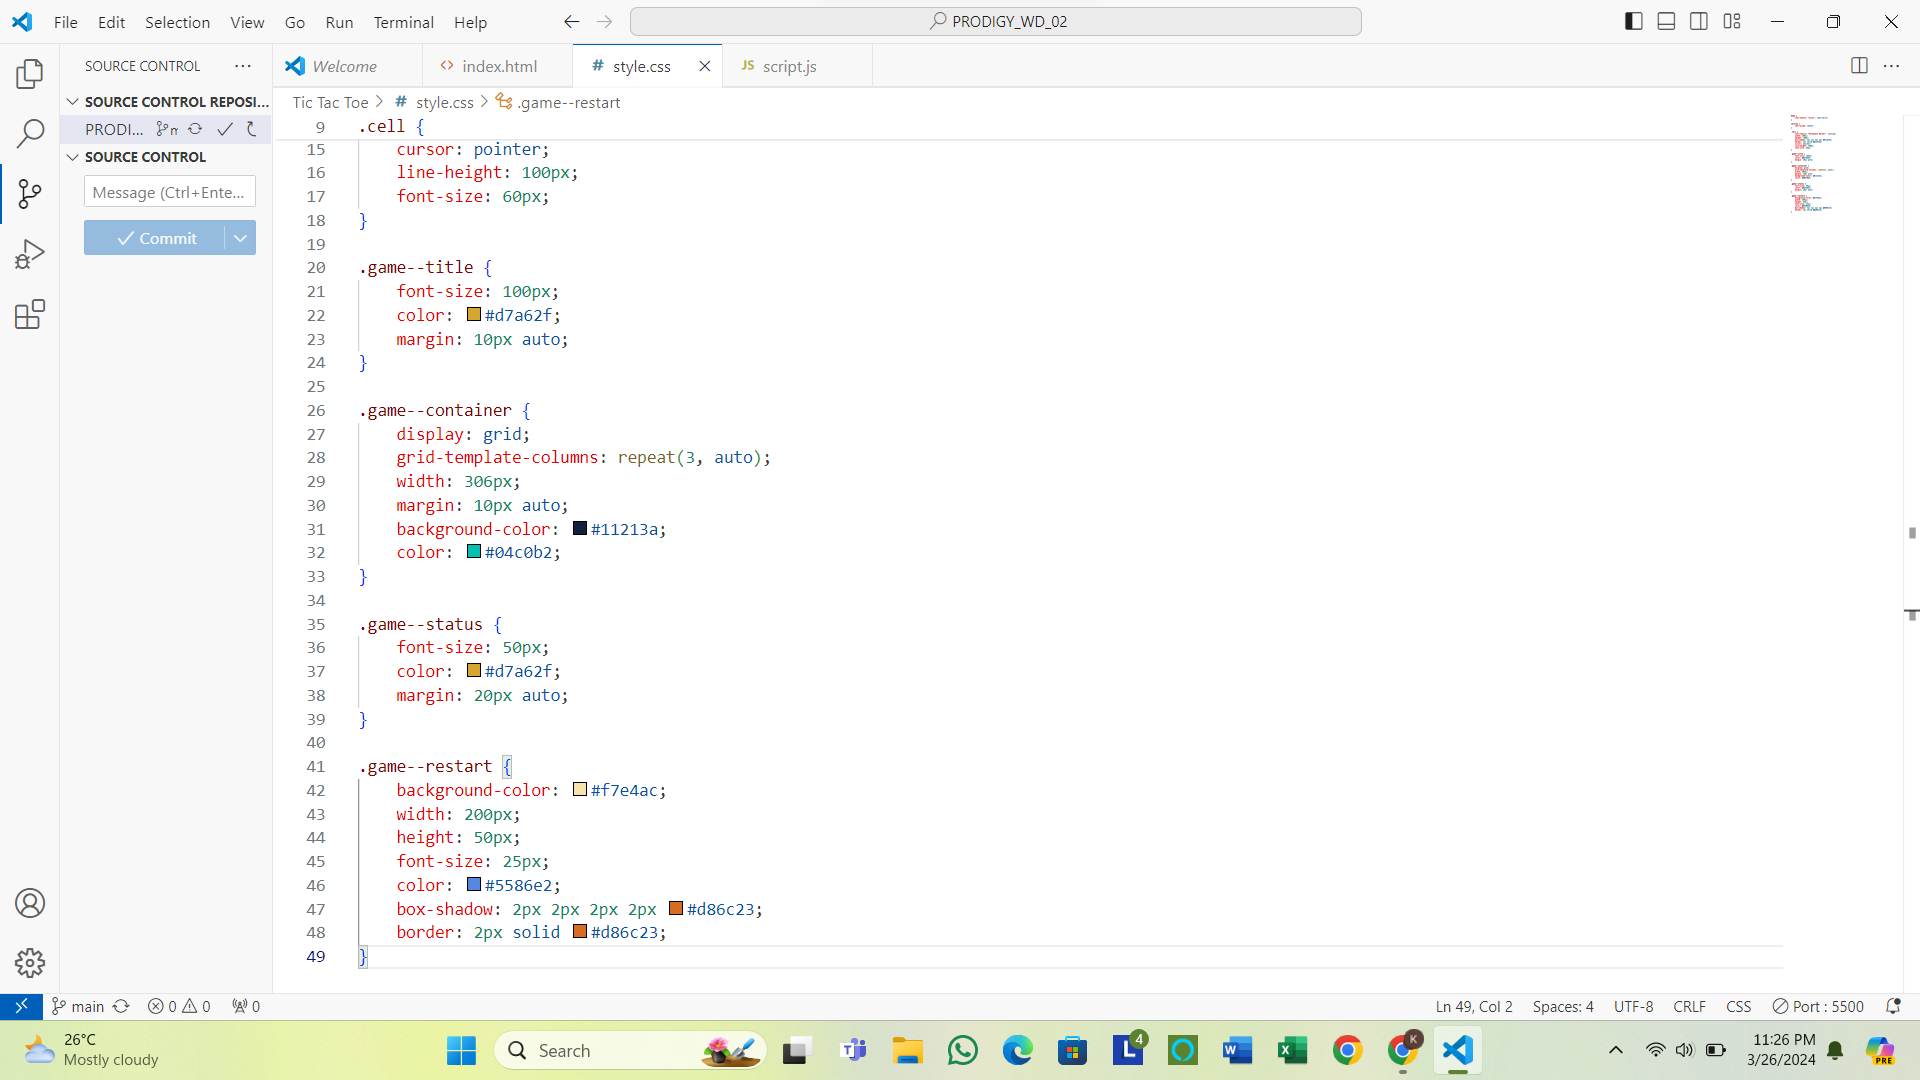 File Edit Selection View Go Run Terminal Help
PRODIGY_WD_02
SOURCE CONTROL
Welcome
index.html
style.css
JS script.js
SOURCE CONTROL REPOSI...
PRODI...
SOURCE CONTROL
Message (Ctrl+Ente...
Commit
Tic Tac Toe > # style.css > .game--restart
9 .cell {
15 cursor: pointer;
16 line-height: 100px;
17 font-size: 60px;
18 }
19
20 .game--title {
21 font-size: 100px;
22 color: #d7a62f;
23 margin: 10px auto;
24 }
25
26 .game--container {
27 display: grid;
28 grid-template-columns: repeat(3, auto);
29 width: 306px;
30 margin: 10px auto;
31 background-color: #11213a;
32 color: #04c0b2;
33 }
34
35 .game--status {
36 font-size: 50px;
37 color: #d7a62f;
38 margin: 20px auto;
39 }
40
41 .game--restart {
42 background-color: #f7e4ac;
43 width: 200px;
44 height: 50px;
45 font-size: 25px;
46 color: #5586e2;
47 box-shadow: 2px 2px 2px 2px #d86c23;
48 border: 2px solid #d86c23;
49 }
main 0 0 0
Ln 49, Col 2 Spaces: 4 UTF-8 CRLF CSS Port : 5500
26°C
Mostly cloudy
Search
4
K
11:26 PM
3/26/2024
PRE